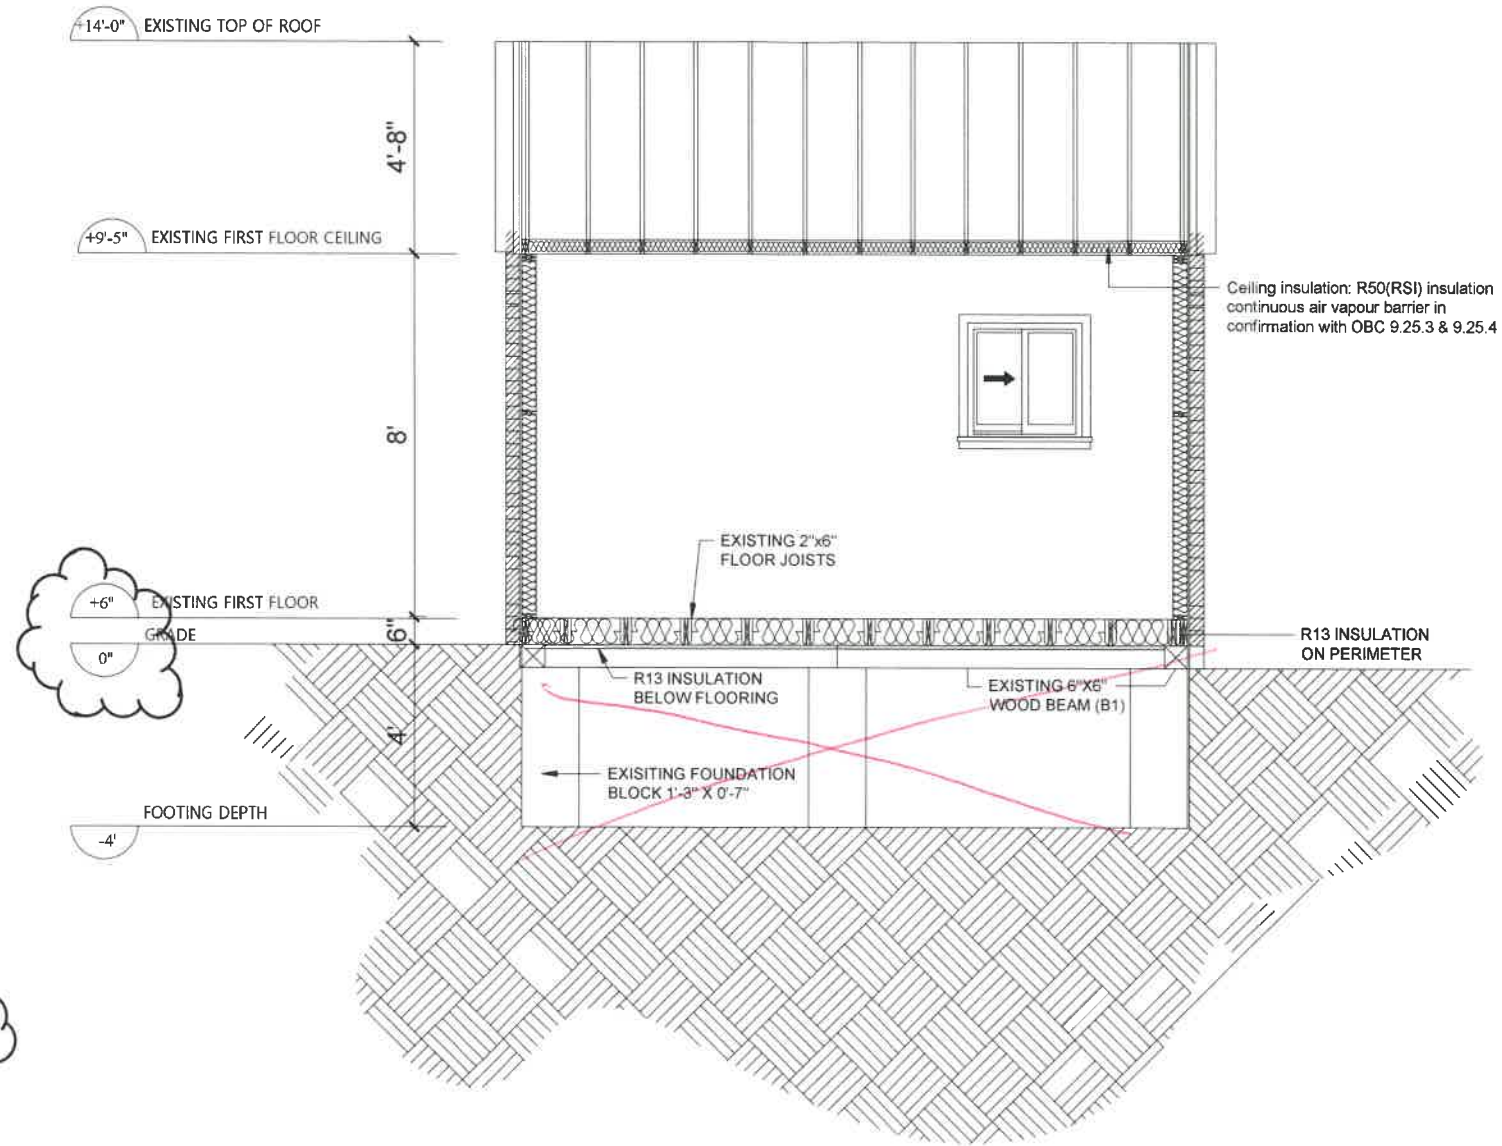 +14'-0" EXISTING TOP OF ROOF
4'-8"
+9'-5" EXISTING FIRST FLOOR CEILING
Ceiling insulation: R50(RSI) insulation
continuous air vapour barrier in
confirmation with OBC 9.25.3 & 9.25.4
8'
EXISTING 2"x6"
FLOOR JOISTS
+6" EXISTING FIRST FLOOR
6"
GRADE
0"
R13 INSULATION
ON PERIMETER
R13 INSULATION
BELOW FLOORING
EXISTING 6"X6"
WOOD BEAM (B1)
4'
EXISITING FOUNDATION
BLOCK 1'-3" X 0'-7"
FOOTING DEPTH
-4'